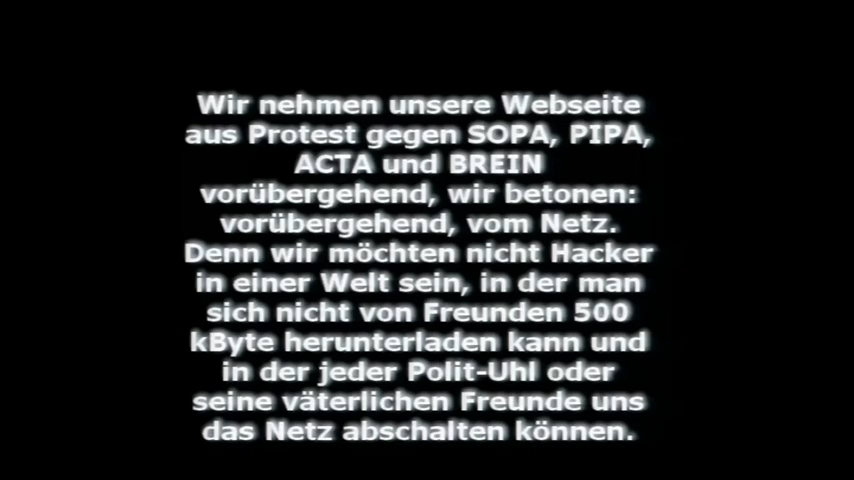 Wir nehmen unsere Webseite
aus Protest gegen SOPA, PIPA,
ACTA und BREIN
vorübergehend, wir betonen:
vorübergehend, vom Netz.
Denn wir möchten nicht Hacker
in einer Welt sein, in der man
sich nicht von Freunden 500
kByte herunterladen kann und
in der jeder Polit-Uhl oder
seine väterlichen Freunde uns
das Netz abschalten können.